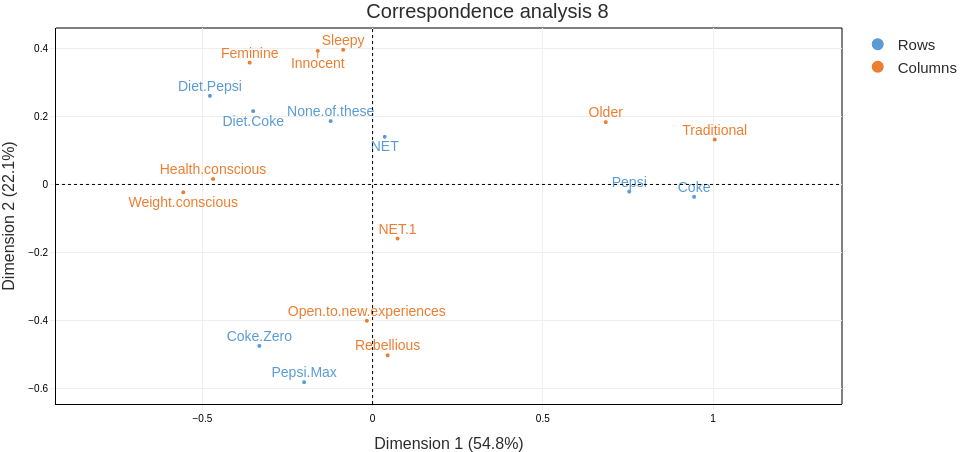 Correspondence analysis 8
Rows
Columns
Sleepy
Feminine
Innocent
Diet.Pepsi
None.of.these
Diet.Coke
NET
Older
Traditional
Health.conscious
Weight.conscious
Pepsi
Coke
NET.1
Open.to.new.experiences
Coke.Zero
Rebellious
Pepsi.Max
0.4
0.2
0
−0.2
−0.4
−0.6
−0.5
0
0.5
1
Dimension 1 (54.8%)
Dimension 2 (22.1%)